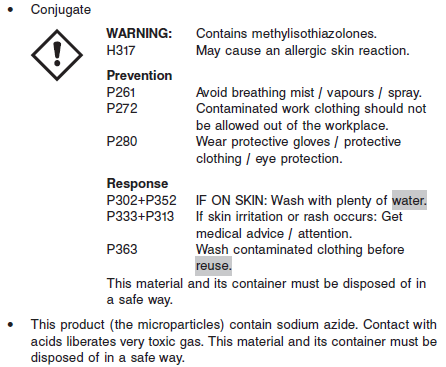 • Conjugate
WARNING: Contains methylisothiazolones.
H317 May cause an allergic skin reaction.
Prevention
P261 Avoid breathing mist / vapours / spray.
P272 Contaminated work clothing should not
be allowed out of the workplace.
P280 Wear protective gloves / protective
clothing / eye protection.
Response
P302+P352 IF ON SKIN: Wash with plenty of water.
P333+P313 If skin irritation or rash occurs: Get
medical advice / attention.
P363 Wash contaminated clothing before
reuse.
This material and its container must be disposed of in
a safe way.
• This product (the microparticles) contain sodium azide. Contact with
acids liberates very toxic gas. This material and its container must be
disposed of in a safe way.